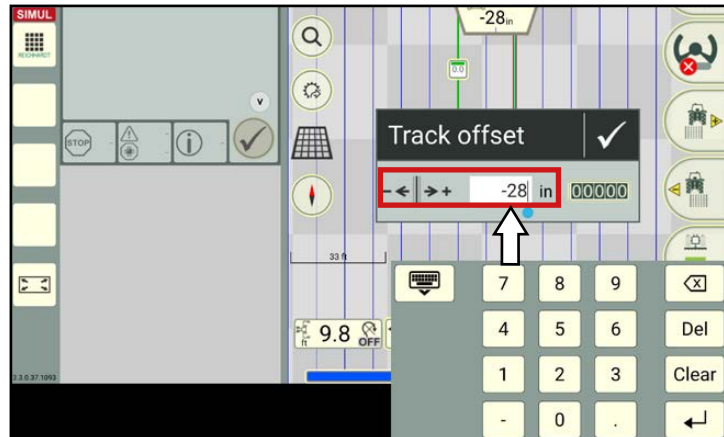 SIMUL
REICHHARDT
-28in
0.0
v
STOP
Track offset
- + -28 in 00000
33 ft
ft 9.8 OFF
7 8 9
4 5 6 Del
1 2 3 Clear
- 0 .
3.3.0.37.1093